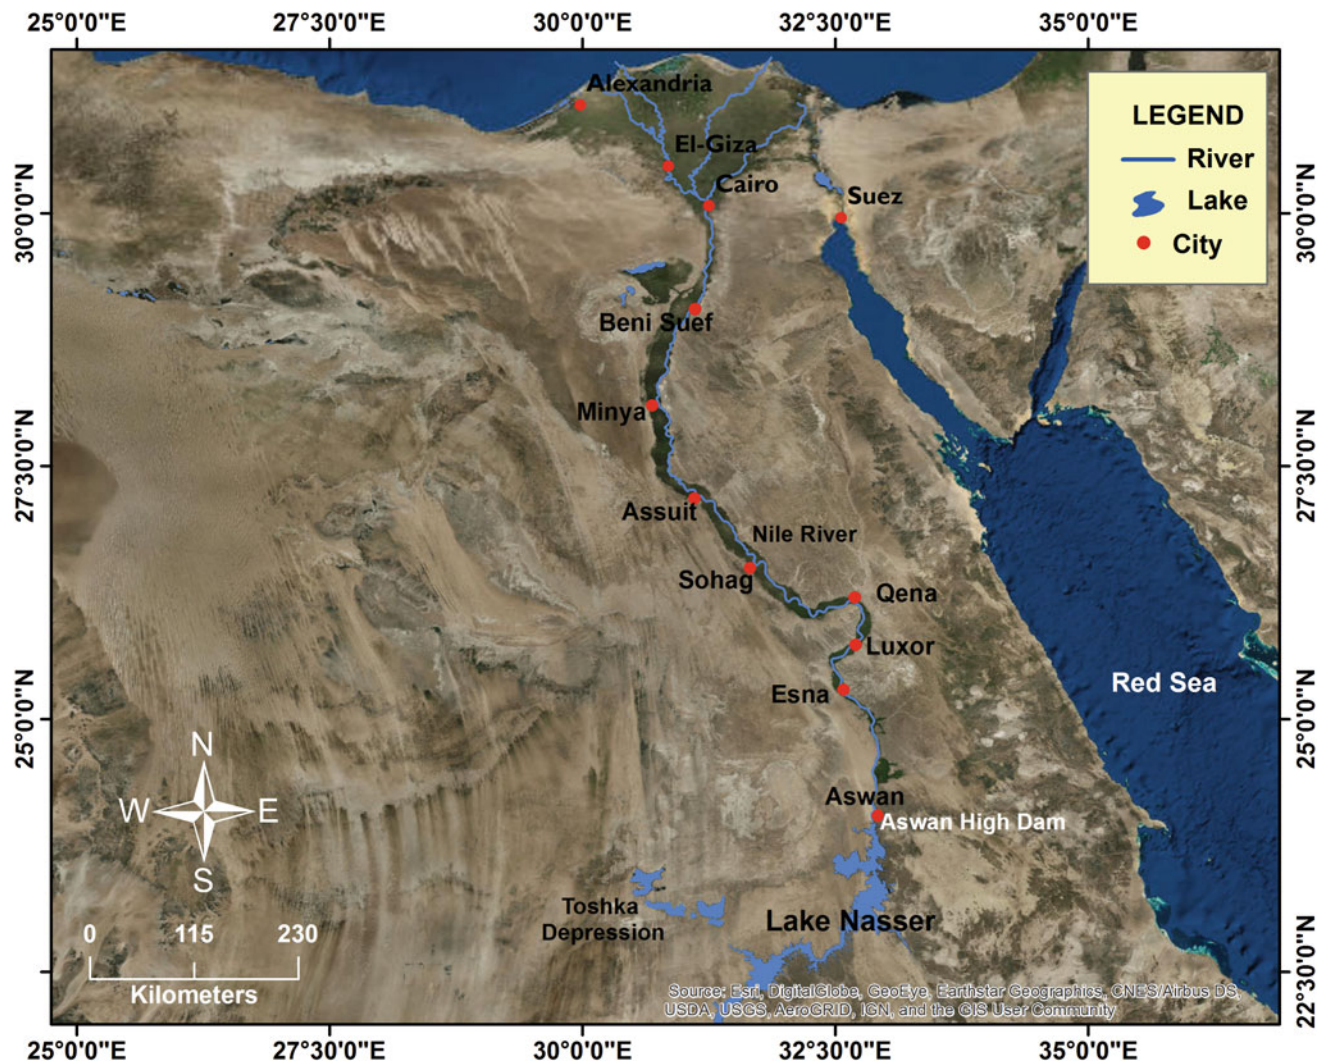 25°0'0"E
27°30'0"E
30°0'0"E
32°30'0"E
35°0'0"E
Alexandria
El-Giza
Cairo
Suez
LEGEND
River
Lake
City
30°0'0"N
30°0'0"N
Beni Suef
Minya
27°30'0"N
27°30'0"N
Assuit
Nile River
Sohag
Qena
Luxor
Esna
Red Sea
25°0'0"N
25°0'0"N
N
W
E
S
Aswan
Aswan High Dam
Toshka
Depression
Lake Nasser
0 115 230
Kilometers
22°30'0"N
Source: Esri, DigitalGlobe, GeoEye, Earthstar Geographics, CNES/Airbus DS,
USDA, USGS, AeroGRID, IGN, and the GIS User Community
25°0'0"E
27°30'0"E
30°0'0"E
32°30'0"E
35°0'0"E